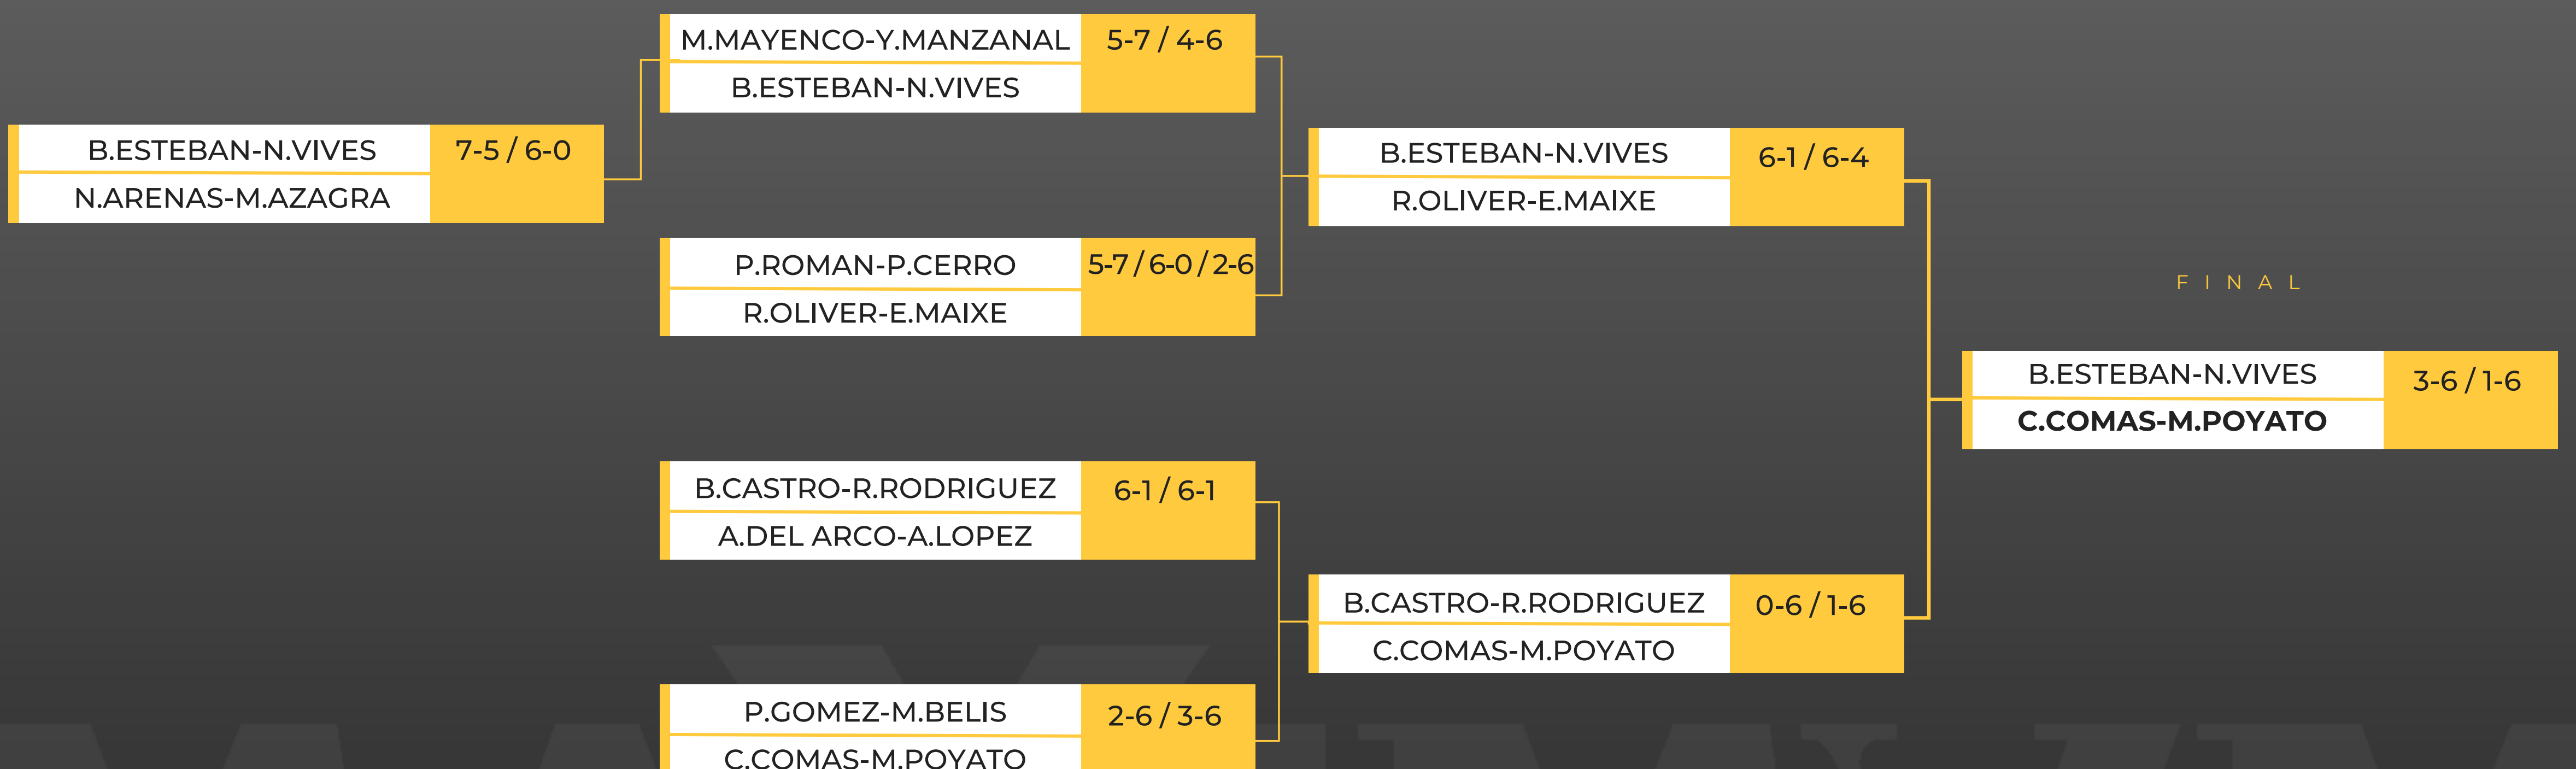 B.ESTEBAN-N.VIVES 7-5 / 6-0
N.ARENAS-M.AZAGRA
M.MAYENCO-Y.MANZANAL 5-7 / 4-6
B.ESTEBAN-N.VIVES
P.ROMAN-P.CERRO 5-7 / 6-0 / 2-6
R.OLIVER-E.MAIXE
B.CASTRO-R.RODRIGUEZ 6-1 / 6-1
A.DEL ARCO-A.LOPEZ
P.GOMEZ-M.BELIS 2-6 / 3-6
C.COMAS-M.POYATO
B.ESTEBAN-N.VIVES 6-1 / 6-4
R.OLIVER-E.MAIXE
B.CASTRO-R.RODRIGUEZ 0-6 / 1-6
C.COMAS-M.POYATO
FINAL
B.ESTEBAN-N.VIVES 3-6 / 1-6
C.COMAS-M.POYATO